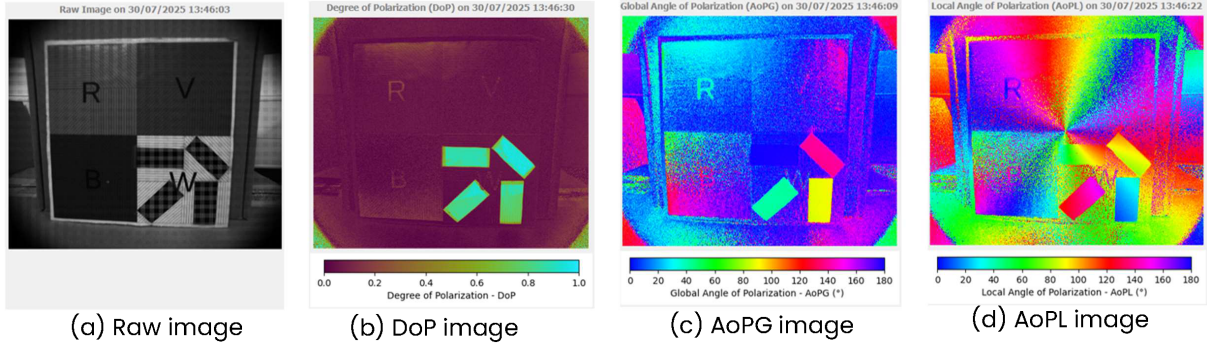 Raw Image on 30/07/2025 13:46:03
R V
B W
(a) Raw image
Degree of Polarization (DoP) on 30/07/2025 13:46:30
R V
B W
0.0 0.2 0.4 0.6 0.8 1.0
Degree of Polarization - DoP
(b) DoP image
Global Angle of Polarization (AoPG) on 30/07/2025 13:46:09
R
B W
0 20 40 60 80 100 120 140 160 180
Global Angle of Polarization - AoPG (°)
(c) AoPG image
Local Angle of Polarization (AoPL) on 30/07/2025 13:46:22
R
0 20 40 60 80 100 120 140 160 180
Local Angle of Polarization - AoPL (°)
(d) AoPL image